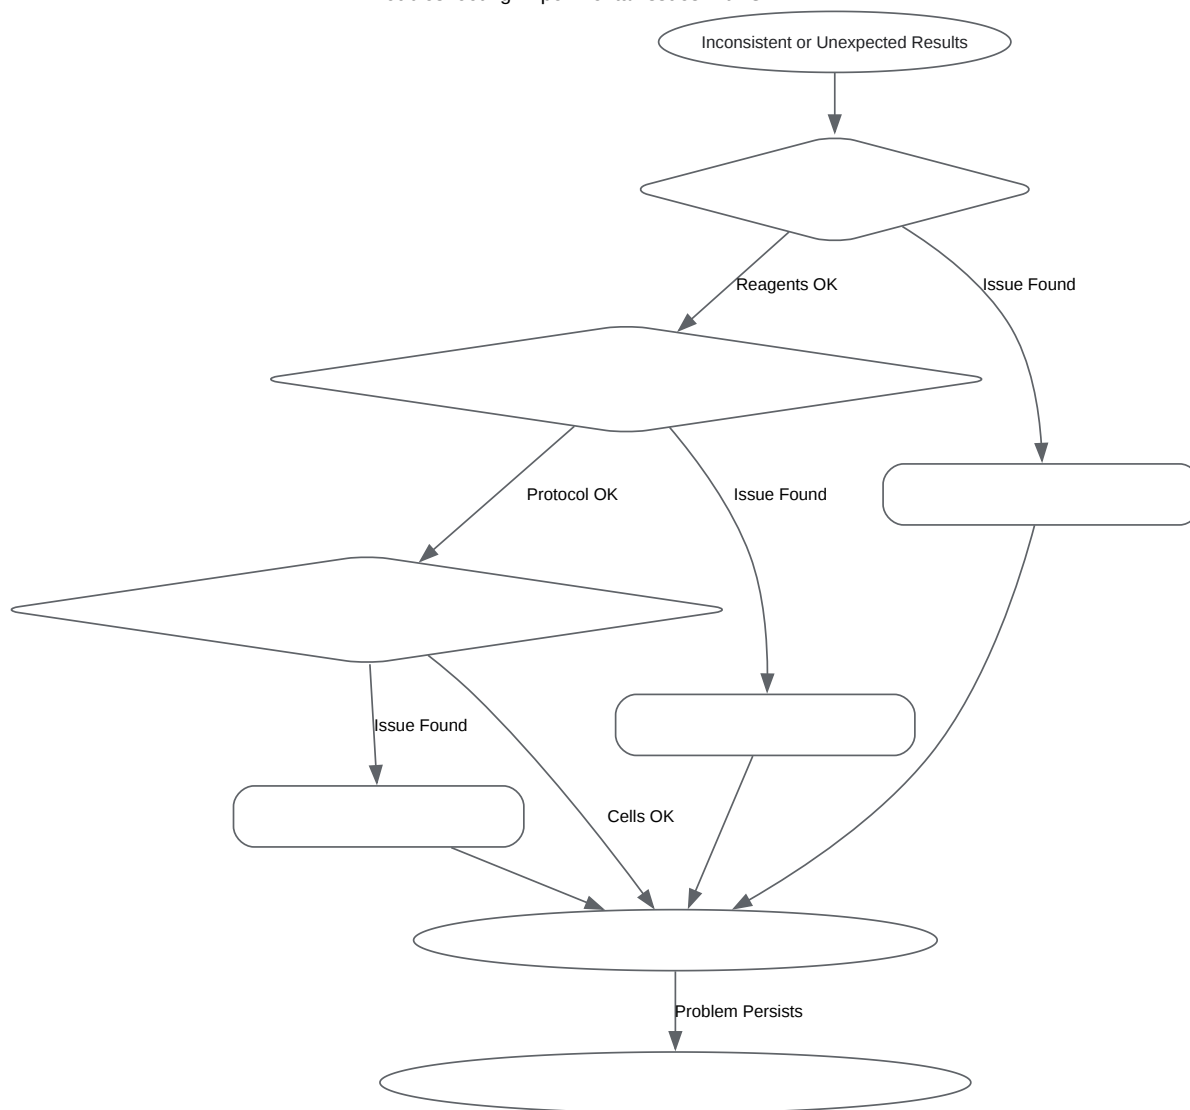 Inconsistent or Unexpected Results
Reagents OK
Issue Found
Protocol OK
Issue Found
Issue Found
Cells OK
Problem Persists